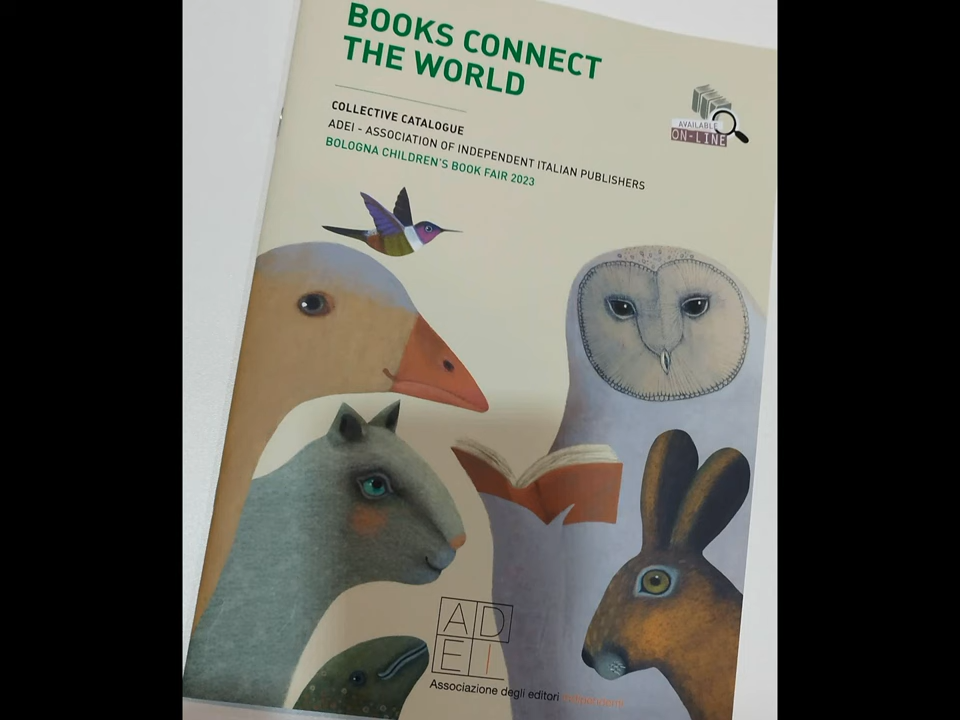 BOOKS CONNECT
THE WORLD
COLLECTIVE CATALOGUE
ADEI - ASSOCIATION OF INDEPENDENT ITALIAN PUBLISHERS
BOLOGNA CHILDREN'S BOOK FAIR 2023
AVAILABLE
ON-LINE
AD
EI
Associazione degli editori